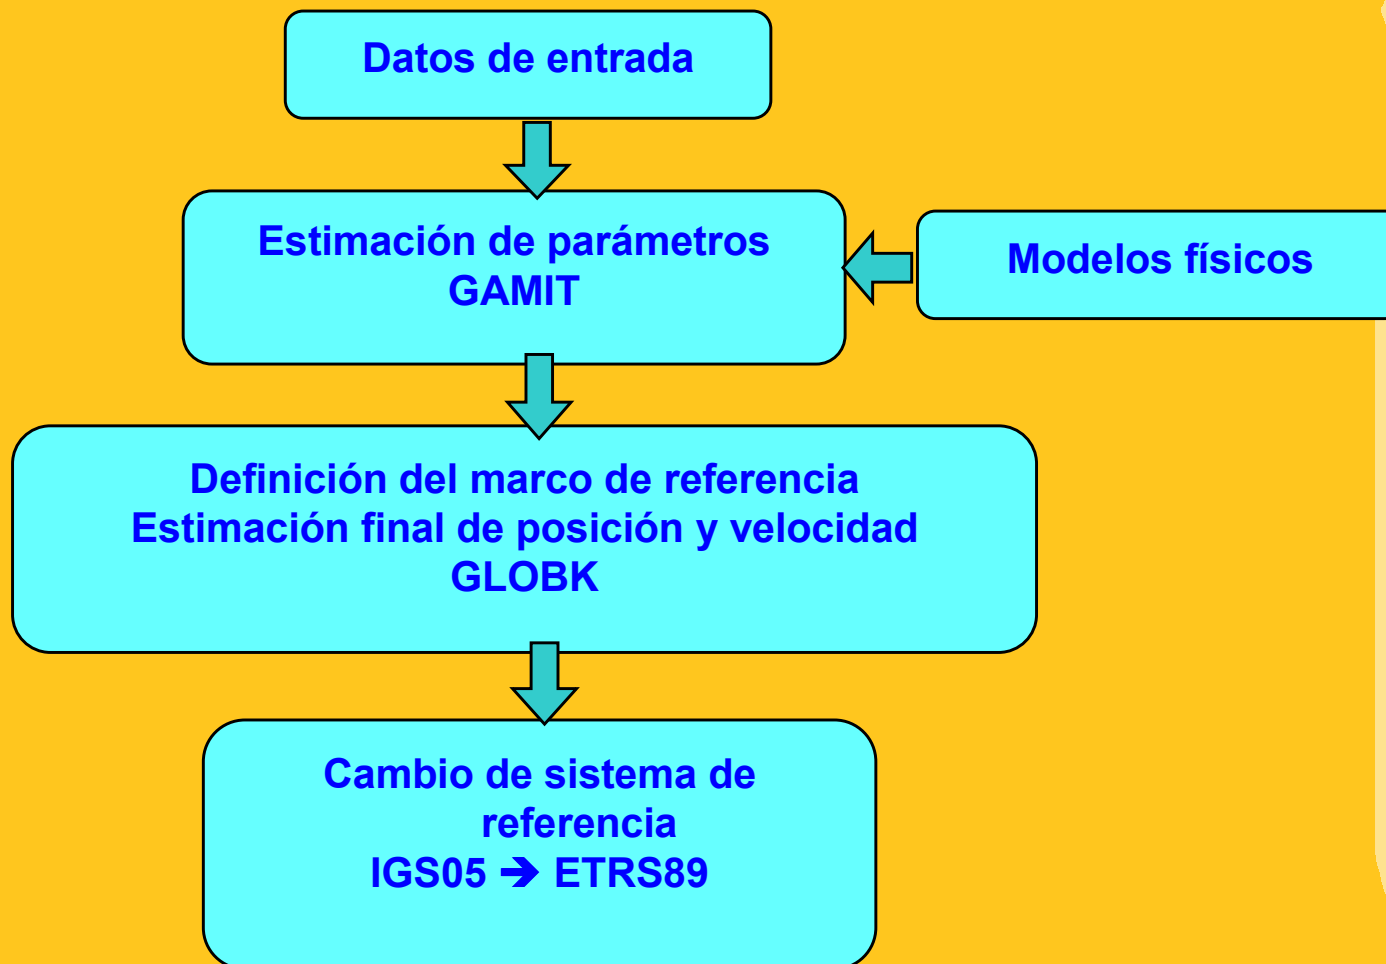 Datos de entrada
Estimación de parámetros
GAMIT
Modelos físicos
Definición del marco de referencia
Estimación final de posición y velocidad
GLOBK
Cambio de sistema de
referencia
IGS05 ➔ ETRS89